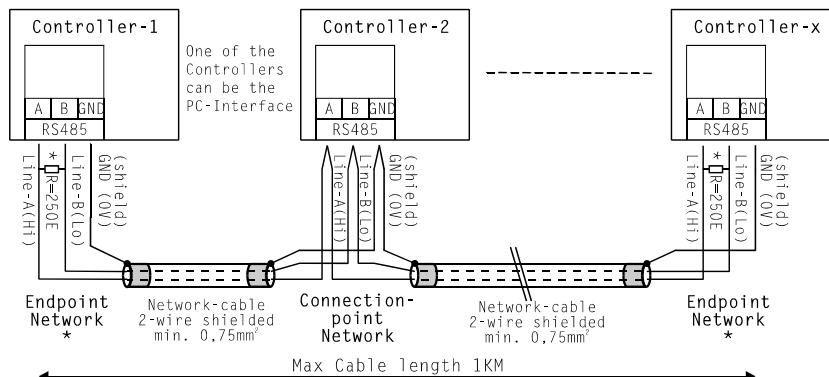 Controller-1
One of the
Controllers
can be the
PC-Interface
A B GND
RS485
Line-A(Hi)
*
R=250E
Line-B(Lo)
GND (0V)
(shield)
Controller-2
A B GND
RS485
Line-A(Hi)
Line-B(Lo)
GND (0V)
(shield)
Controller-x
A B GND
RS485
Line-A(Hi)
*
R=250E
Line-B(Lo)
GND (0V)
(shield)
Endpoint
Network
*
Network-cable
2-wire shielded
min. 0,75mm²
Connection-
point
Network
Network-cable
2-wire shielded
min. 0,75mm²
Endpoint
Network
*
Max Cable length 1KM